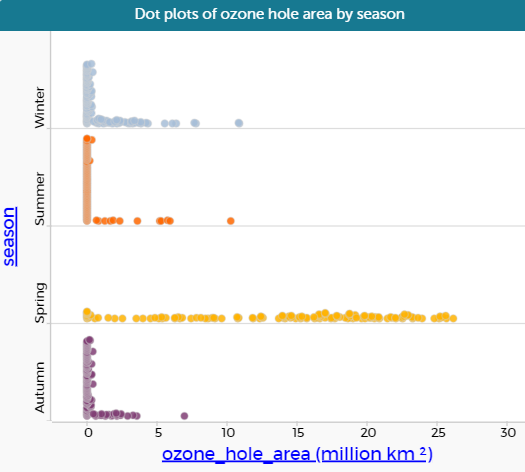 Dot plots of ozone hole area by season
season
Winter
Summer
Spring
Autumn
0 5 10 15 20 25 30
ozone_hole_area (million km ²)